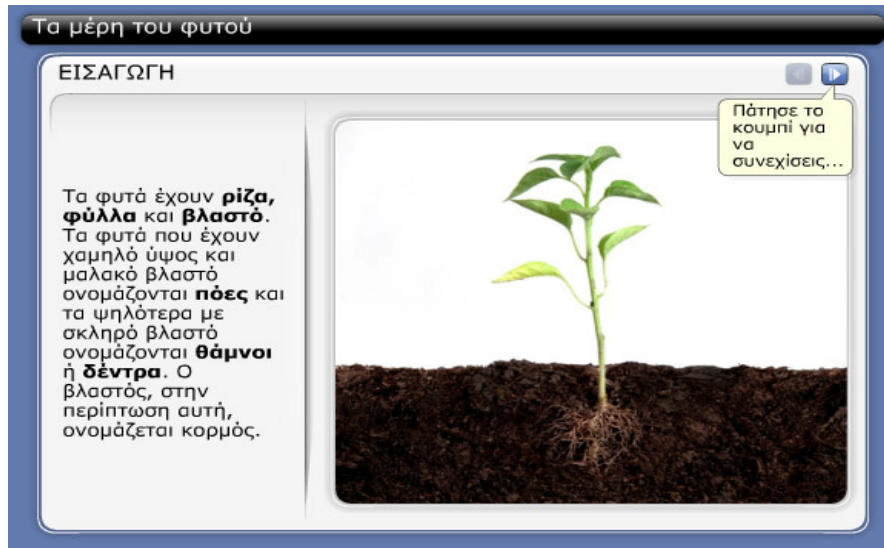 Τα μέρη του φυτού
ΕΙΣΑΓΩΓΗ
Πάτησε το
κουμπί για
να
συνεχίσεις...
Τα φυτά έχουν ρίζα,
φύλλα και βλαστό.
Τα φυτά που έχουν
χαμηλό ύψος και
μαλακό βλαστό
ονομάζονται πόες και
τα ψηλότερα με
σκληρό βλαστό
ονομάζονται θάμνοι
ή δέντρα. Ο
βλαστός, στην
περίπτωση αυτή,
ονομάζεται κορμός.